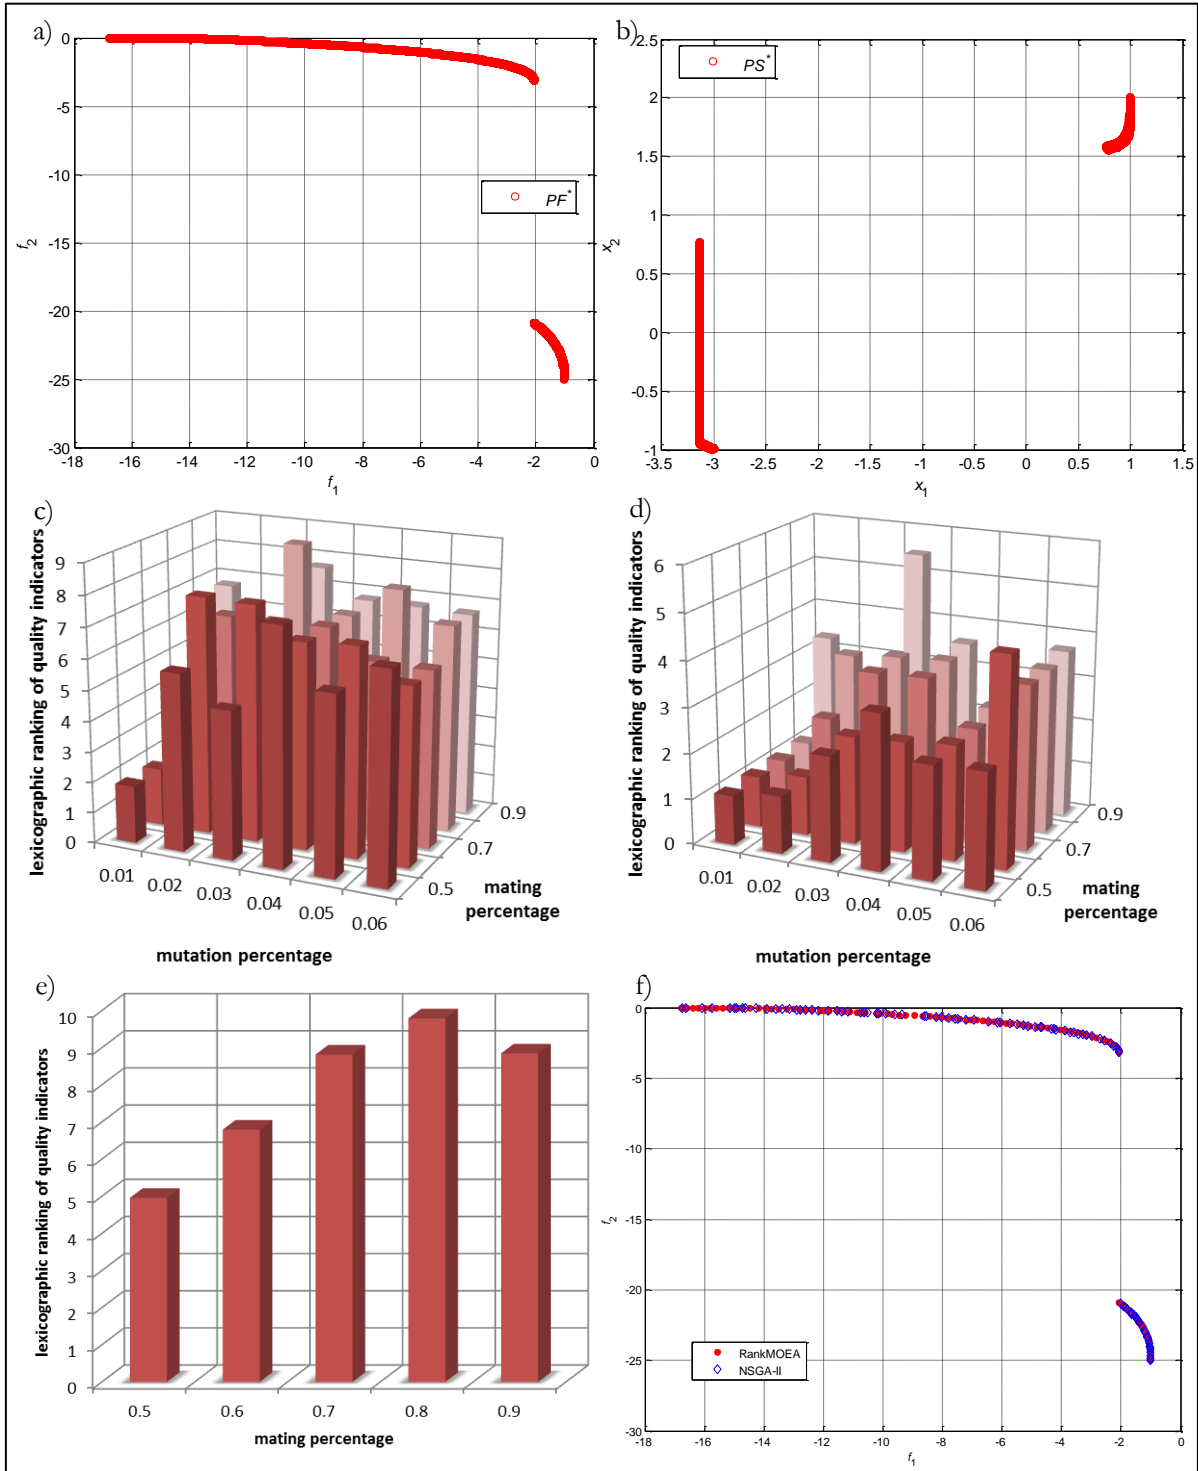 a)
0
-5
-10
-15
-20
-25
-30
-18 -16 -14 -12 -10 -8 -6 -4 -2 0
f2
f1
PF*
b)
2.5
2
1.5
1
0.5
0
-0.5
-1
-3.5 -3 -2.5 -2 -1.5 -1 -0.5 0 0.5 1 1.5
x2
x1
PS*
c)
lexicographic ranking of quality indicators
9
8
7
6
5
4
3
2
1
0
0.01 0.02 0.03 0.04 0.05 0.06
0.9
0.7
0.5
mating
percentage
mutation percentage
d)
lexicographic ranking of quality indicators
6
5
4
3
2
1
0
0.01 0.02 0.03 0.04 0.05 0.06
0.9
0.7
0.5
mating
percentage
mutation percentage
e)
lexicographic ranking of quality indicators
10
9
8
7
6
5
4
3
2
1
0
0.5 0.6 0.7 0.8 0.9
mating percentage
f)
0
-5
-10
-15
-20
-25
-30
-18 -16 -14 -12 -10 -8 -6 -4 -2 0
f2
f1
RankMOEA
NSGA-II